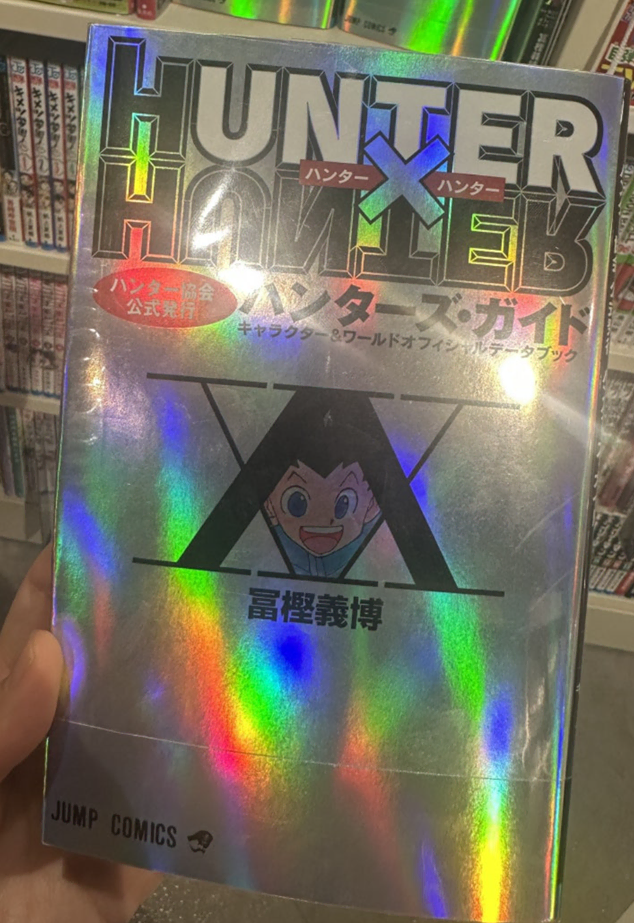 HUNTER
ハンター × ハンター
HUNTER
ハンター協会
公式発行
ハンターズ・ガイド
キャラクター&ワールドオフィシャルデータブック
冨樫義博
JUMP COMICS